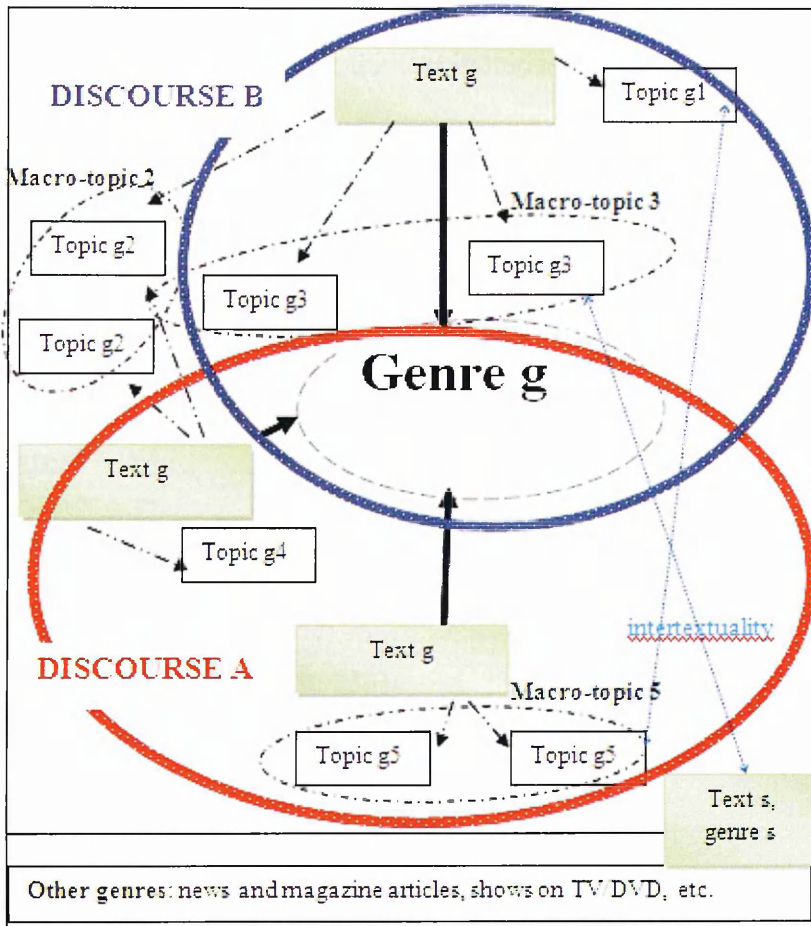 Text g
DISCOURSE B
Topic g1
Macro-topic 2
Macro-topic 3
Topic g2
Topic g3
Topic g3
Topic g2
Genre g
Text g
Topic g4
intertextuality
Text g
DISCOURSE A
Macro-topic 5
Topic g5
Topic g5
Text s,
genre s
Other genres: news and magazine articles, shows on TV/DVD, etc.